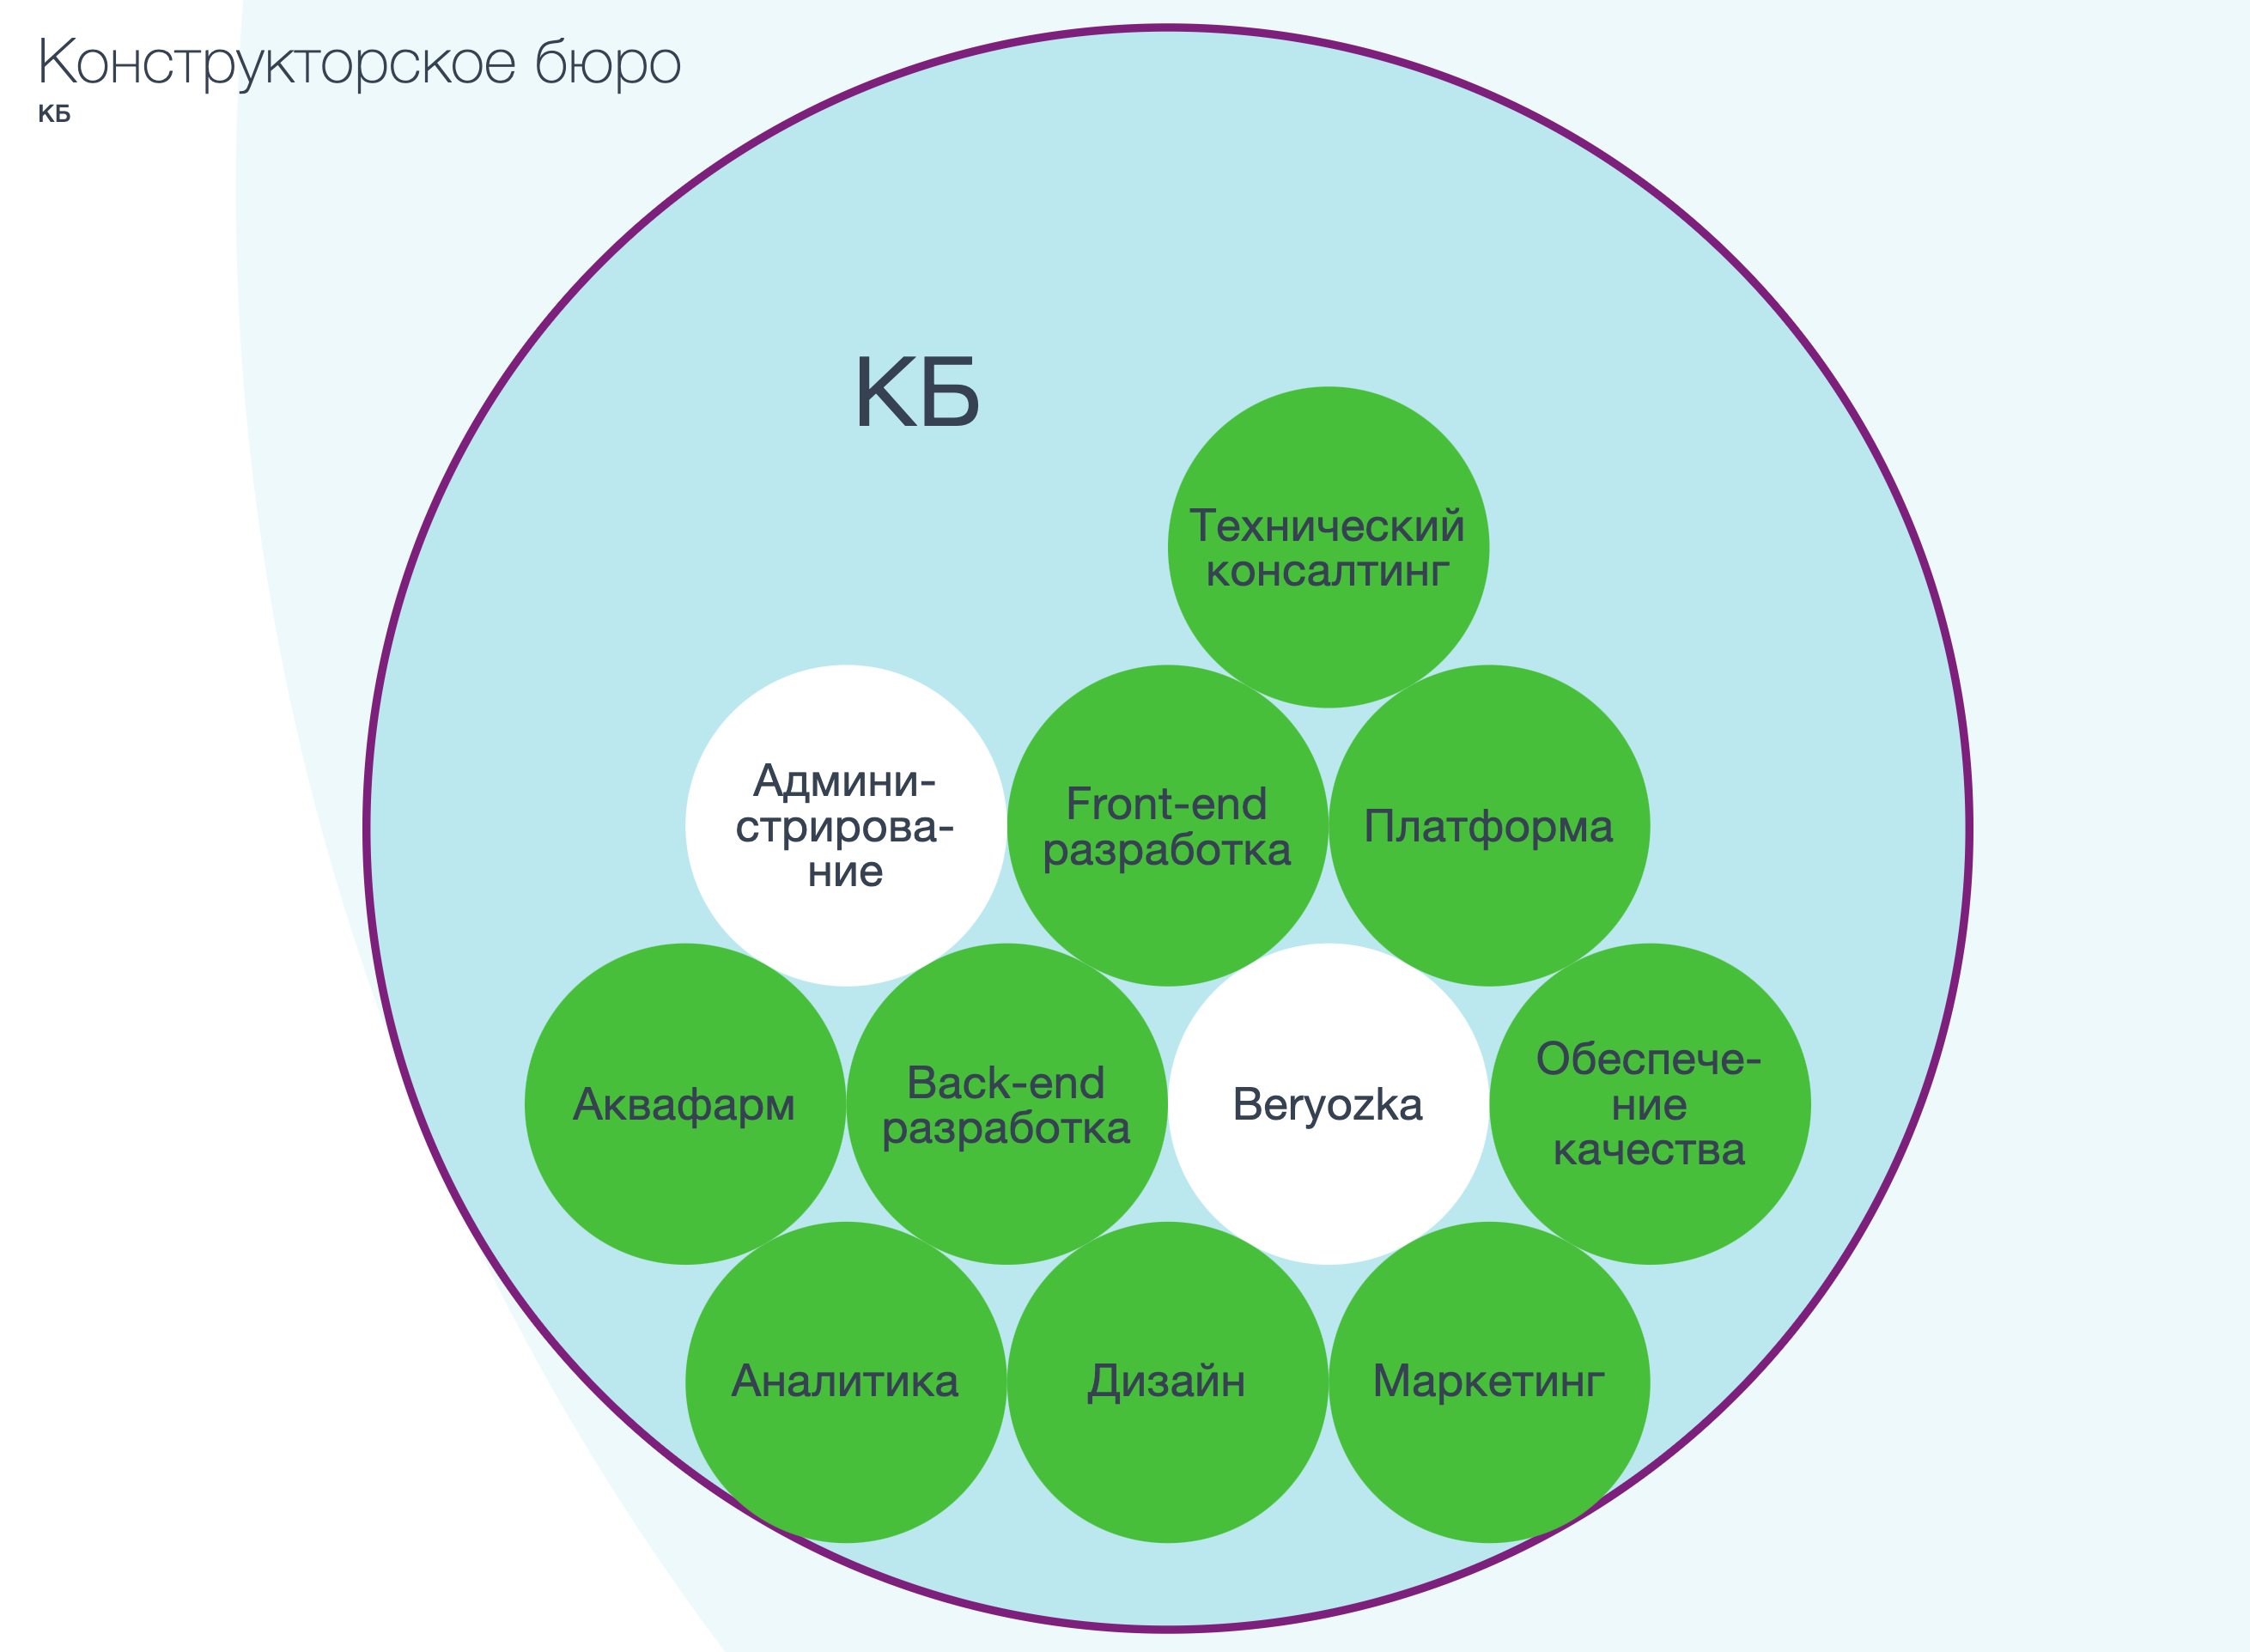 Конструкторское бюро
КБ
КБ
Технический
консалтинг
Админи-
стрирова-
ние
Front-end
разработка
Платформа
Аквафарм
Back-end
разработка
Beryozka
Обеспече-
ние
качества
Аналитика
Дизайн
Маркетинг